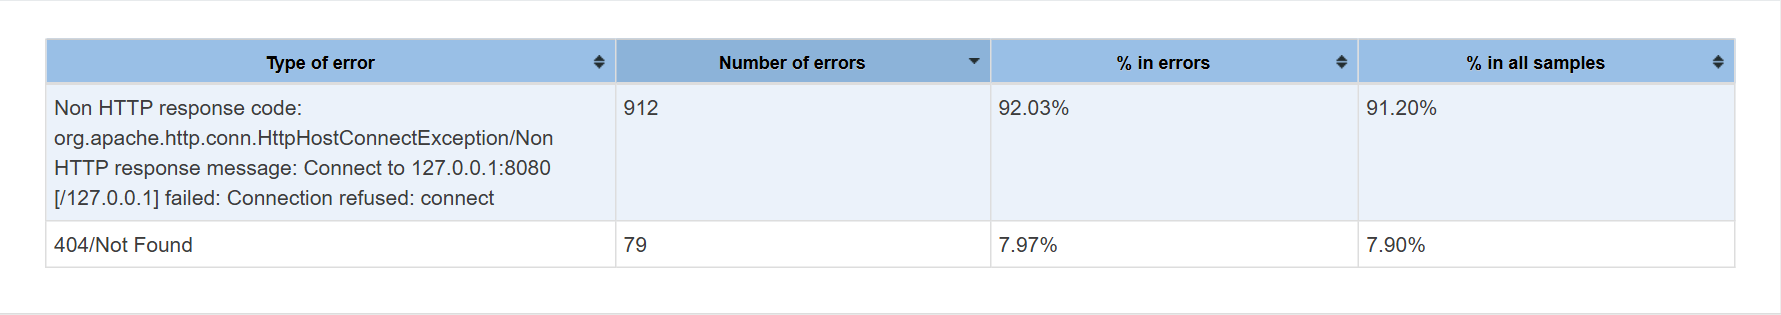 Type of error Number of errors % in errors % in all samples
Non HTTP response code: 912 92.03% 91.20%
org.apache.http.conn.HttpHostConnectException/Non
HTTP response message: Connect to 127.0.0.1:8080
[/127.0.0.1] failed: Connection refused: connect
404/Not Found 79 7.97% 7.90%